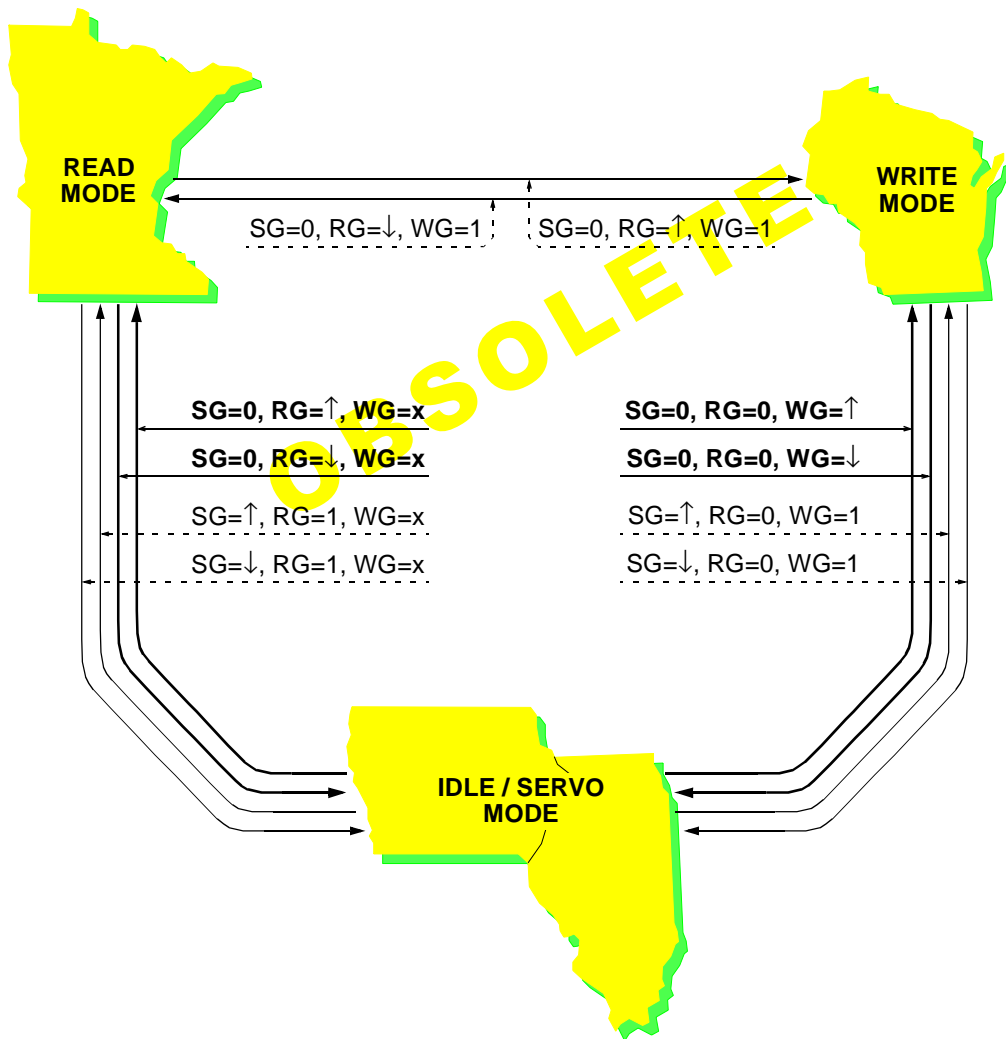 READ
MODE
WRITE
MODE
SG=0, RG=↓, WG=1
SG=0, RG=↑, WG=1
OBSOLETE
SG=0, RG=↑, WG=x
SG=0, RG=↓, WG=x
SG=↑, RG=1, WG=x
SG=↓, RG=1, WG=x
SG=0, RG=0, WG=↑
SG=0, RG=0, WG=↓
SG=↑, RG=0, WG=1
SG=↓, RG=0, WG=1
IDLE / SERVO
MODE